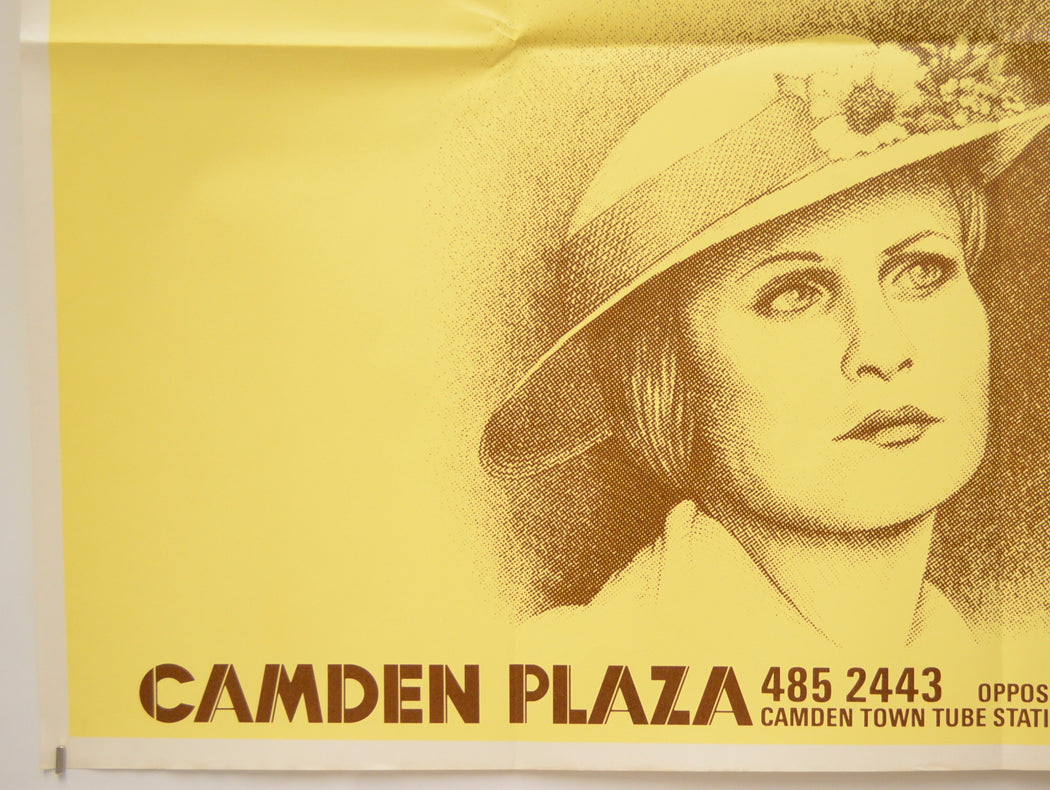 CAMDEN PLAZA 485 2443 OPPOS
CAMDEN TOWN TUBE STATI